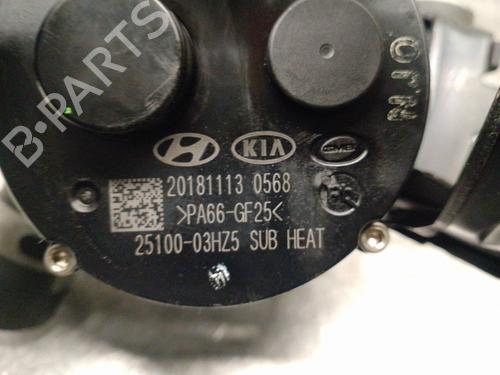 B-PARTS
KIA
20181113 0568
>PA66-GF25<
25100-03HZ5 SUB HEAT